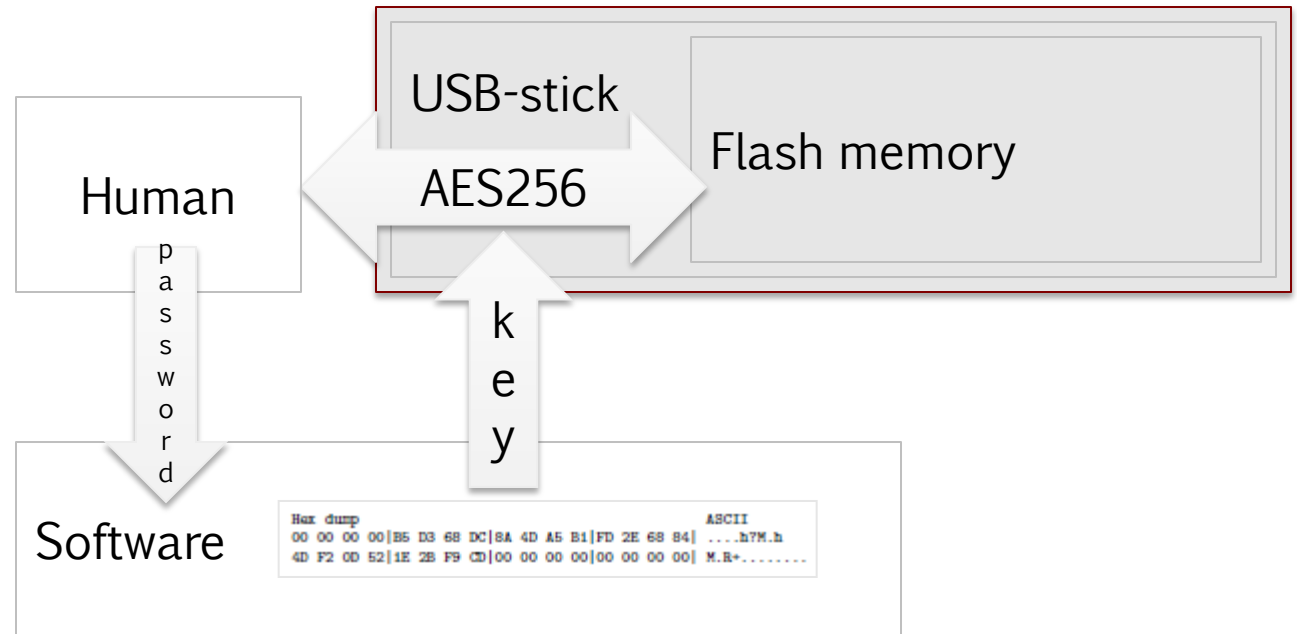 USB-stick
Flash memory
Human
AES256
password
key
Software
Hex dump ASCII
00 00 00 00|B5 D3 68 DC|8A 4D A5 B1|FD 2E 68 84| ....h?M.h
4D F2 0D 52|1E 2B F9 CD|00 00 00 00|00 00 00 00| M.R+........